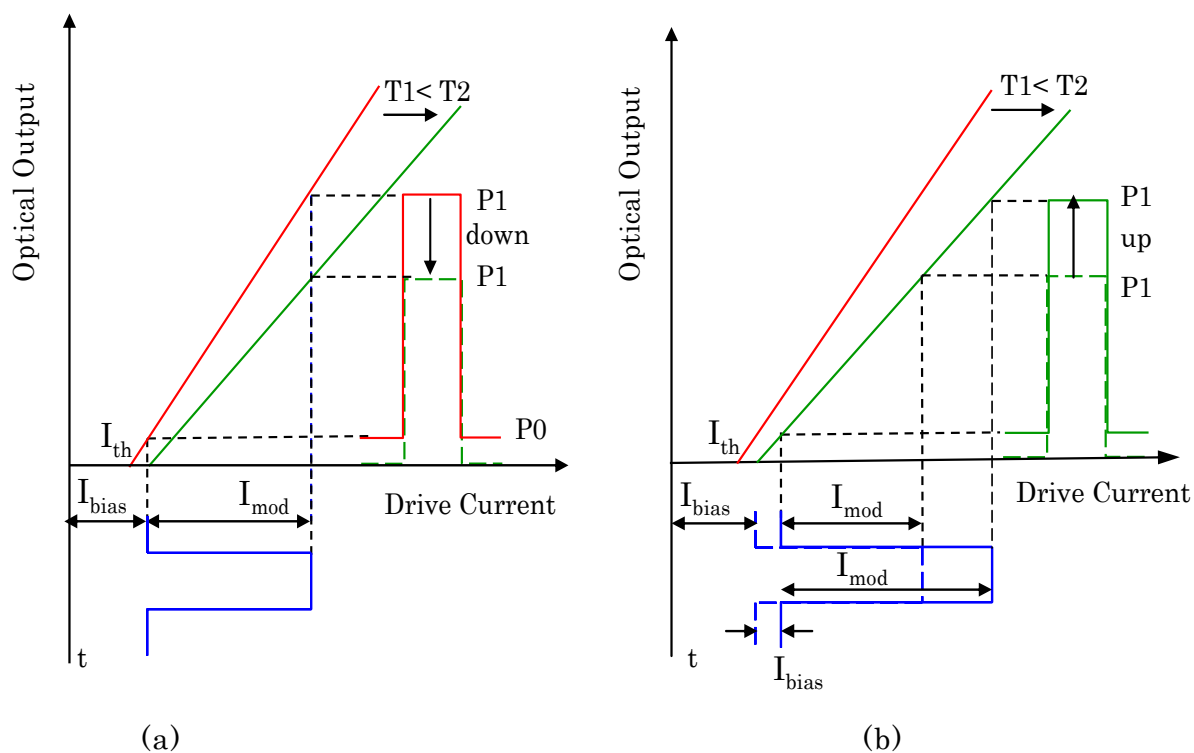 Optical Output
T1< T2
P1
down
P1
P0
I_th
I_bias
I_mod
Drive Current
t
(a)
Optical Output
T1< T2
P1
up
P1
I_th
I_bias
I_mod
Drive Current
I_mod
t
I_bias
(b)